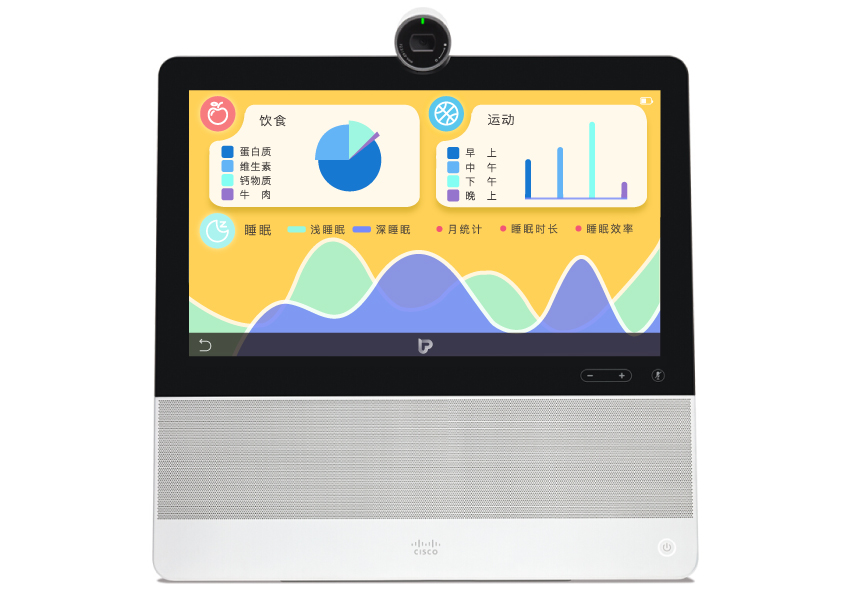 饮食
蛋白质
维生素
钙物质
牛 肉
运动
早 上
中 午
下 午
晚 上
睡眠
浅睡眠
深睡眠
月统计
睡眠时长
睡眠效率
CISCO